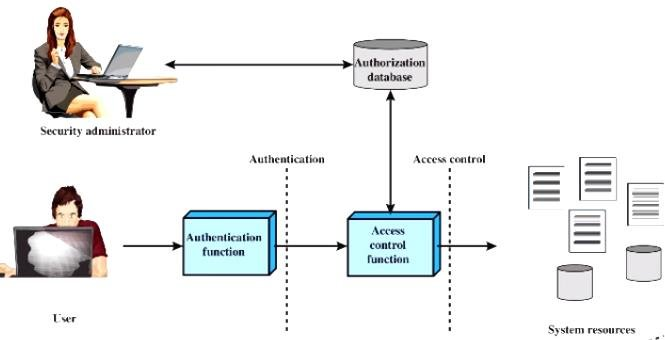 Authorization
database
Security administrator
Authentication
Access control
Authentication
function
Access
control
function
User
System resources